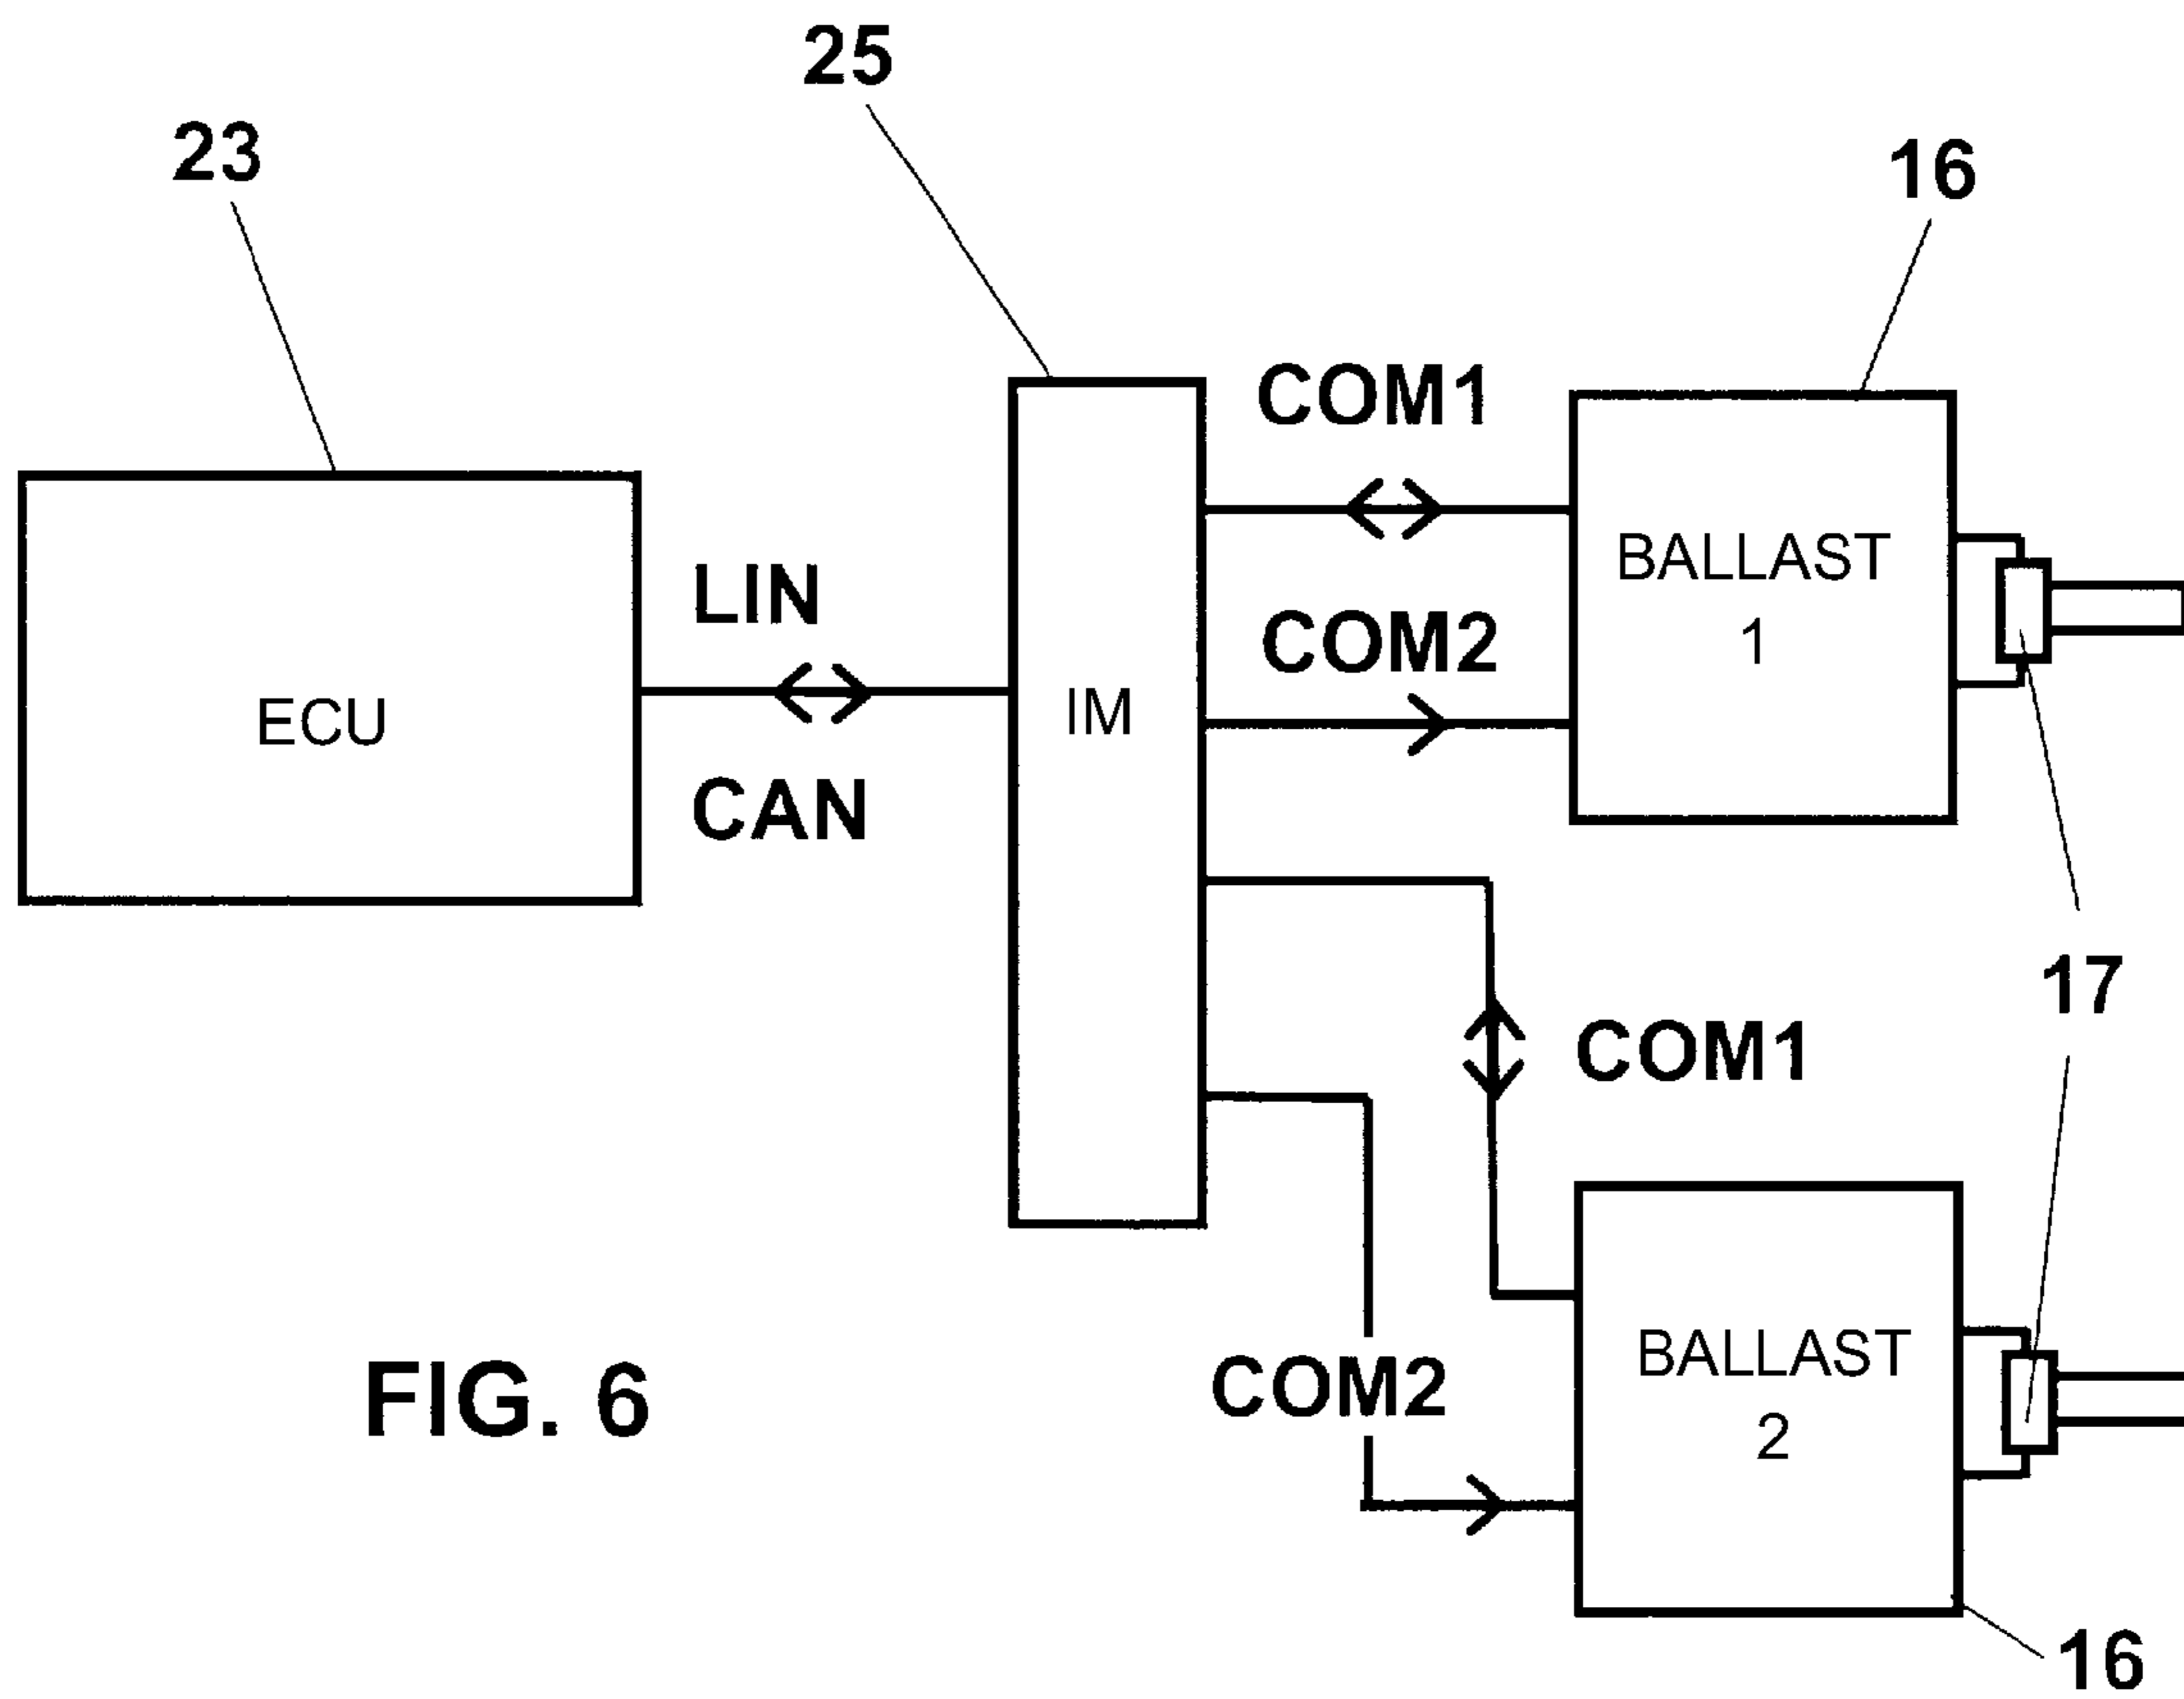 25
23
16
COM1
BALLAST
1
LIN
COM2
IM
ECU
CAN
17
COM1
BALLAST
2
COM2
FIG. 6
16